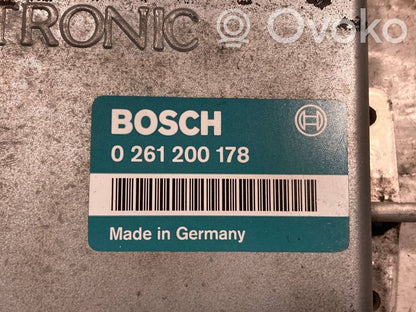 TRONIC
Ovoko
BOSCH
0 261 200 178
Made in Germany